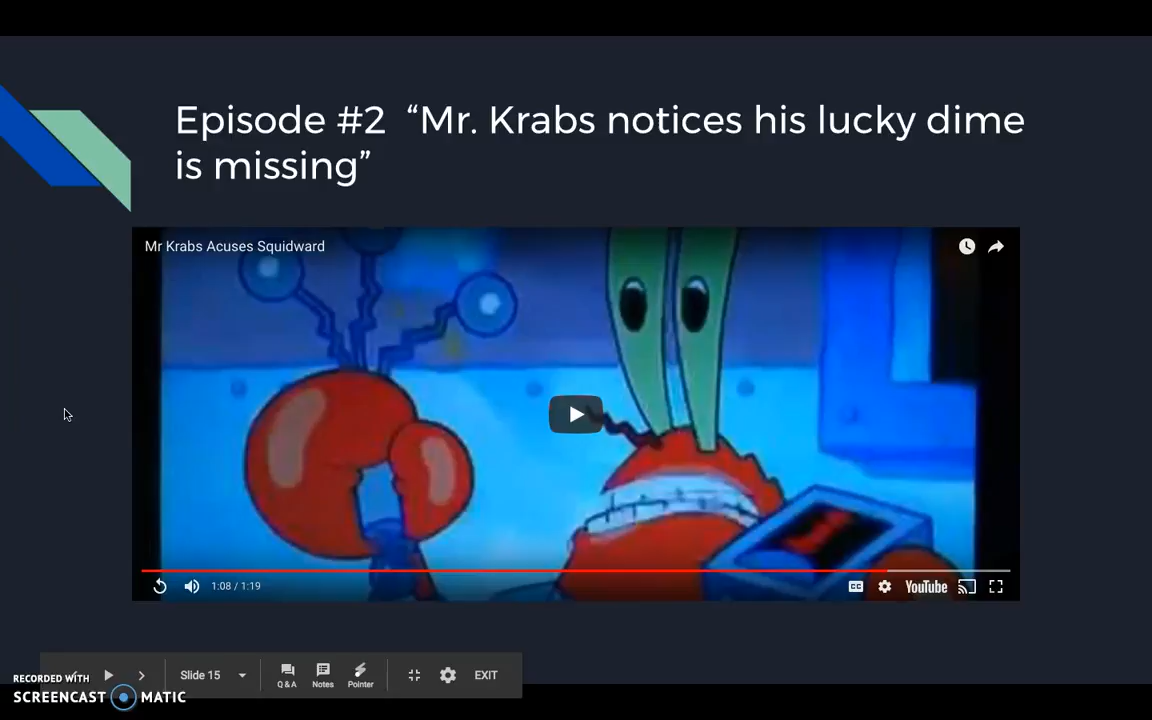 Episode #2 “Mr. Krabs notices his lucky dime
is missing”
Mr Krabs Acuses Squidward
1:08 / 1:19
CC
YouTube
Slide 15
Q&A
Notes
Pointer
EXIT
RECORDED WITH
SCREENCAST MATIC